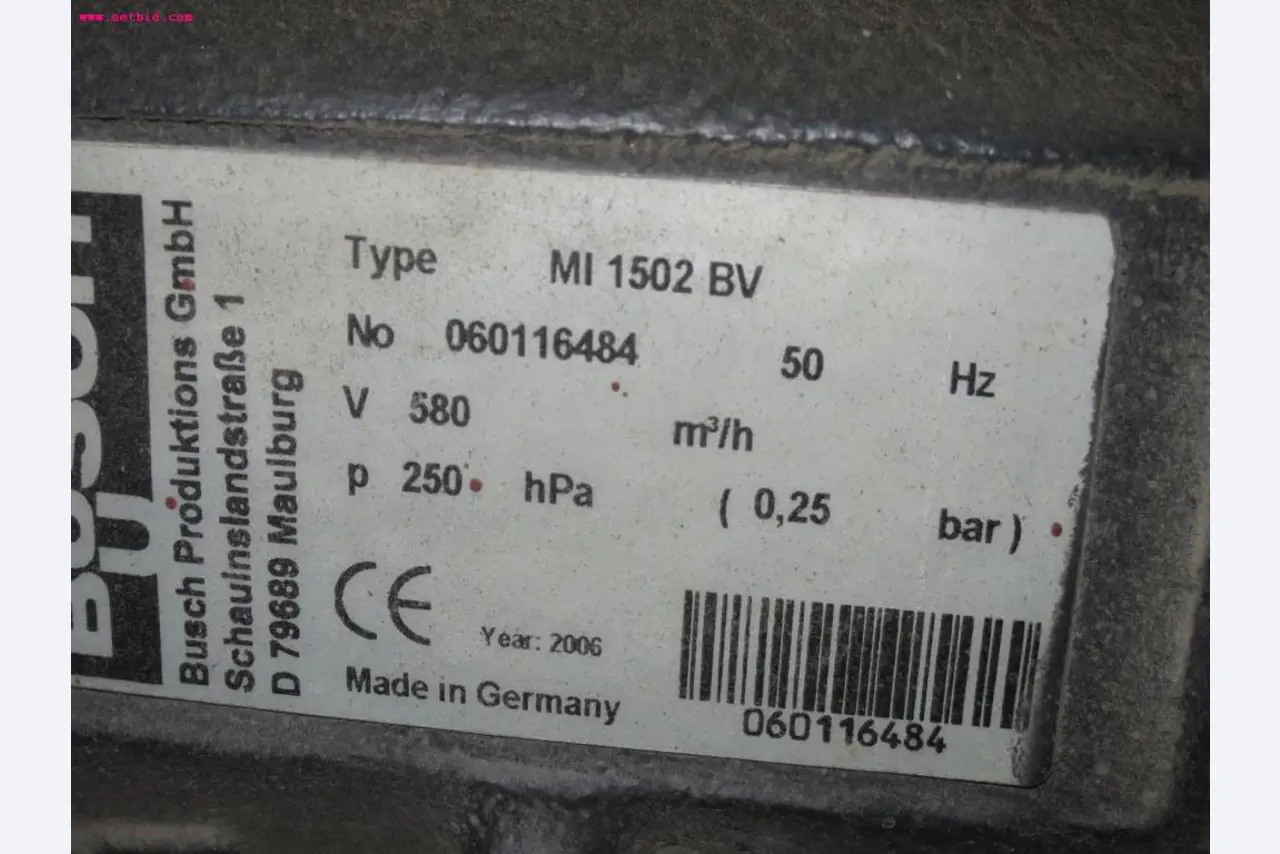 www.netbid.com
BUSCH
Busch Produktions GmbH
Schauinslandstraße 1
D 79689 Maulburg
Type MI 1502 BV
No 060116484 50 Hz
V 580 m³/h
p 250 hPa ( 0,25 bar )
CE Year: 2006
Made in Germany
060116484